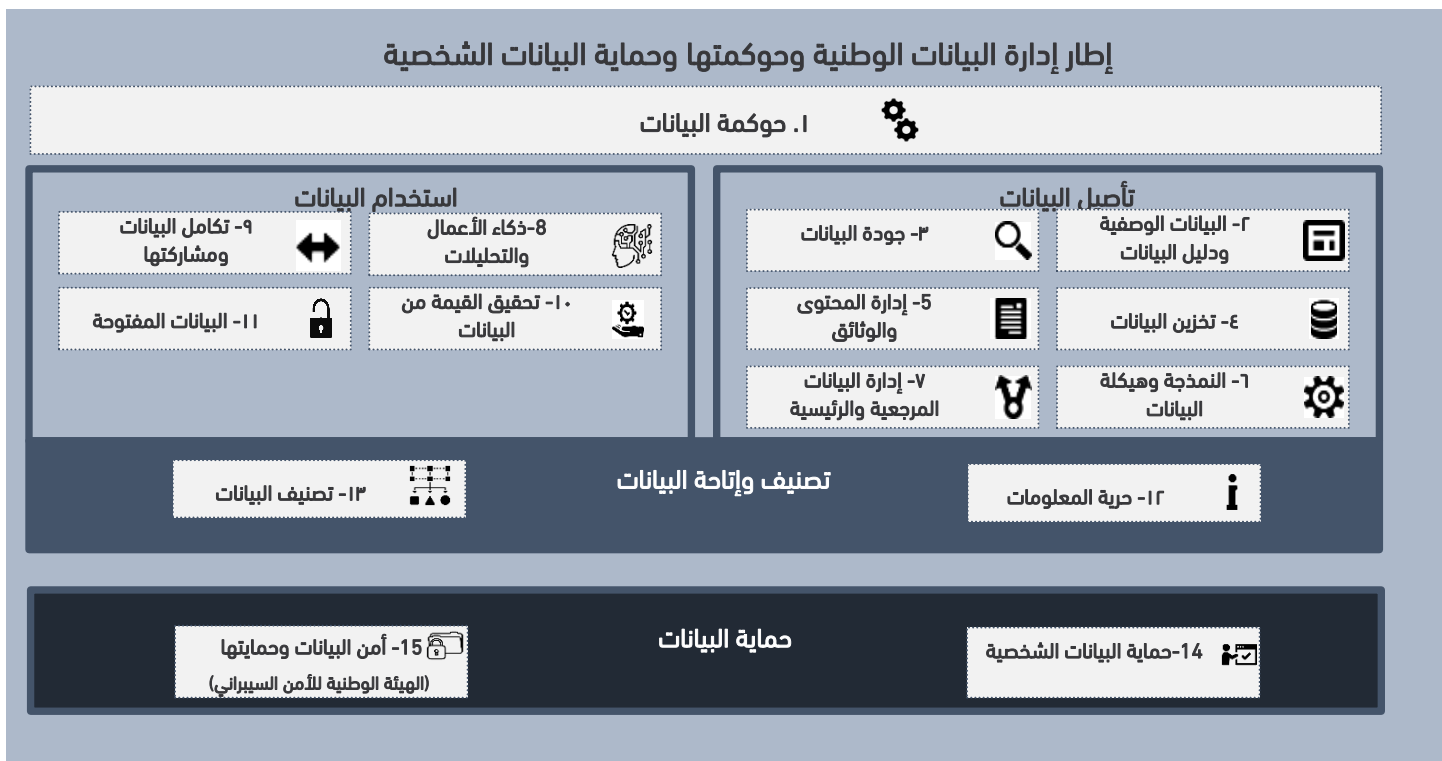 إطار إدارة البيانات الوطنية وحوكمتها وحماية البيانات الشخصية
١. حوكمة البيانات
تأصيل البيانات
٢- البيانات الوصفية
ودليل البيانات
٣- جودة البيانات
٤- تخزين البيانات
5- إدارة المحتوى
والوثائق
٦- النمذجة وهيكلة
البيانات
٧- إدارة البيانات
المرجعية والرئيسية
استخدام البيانات
8-ذكاء الأعمال
والتحليلات
٩- تكامل البيانات
ومشاركتها
١٠- تحقيق القيمة من
البيانات
١١- البيانات المفتوحة
تصنيف وإتاحة البيانات
١٢- حرية المعلومات
١٣- تصنيف البيانات
حماية البيانات
14-حماية البيانات الشخصية
15- أمن البيانات وحمايتها
(الهيئة الوطنية للأمن السيبراني)